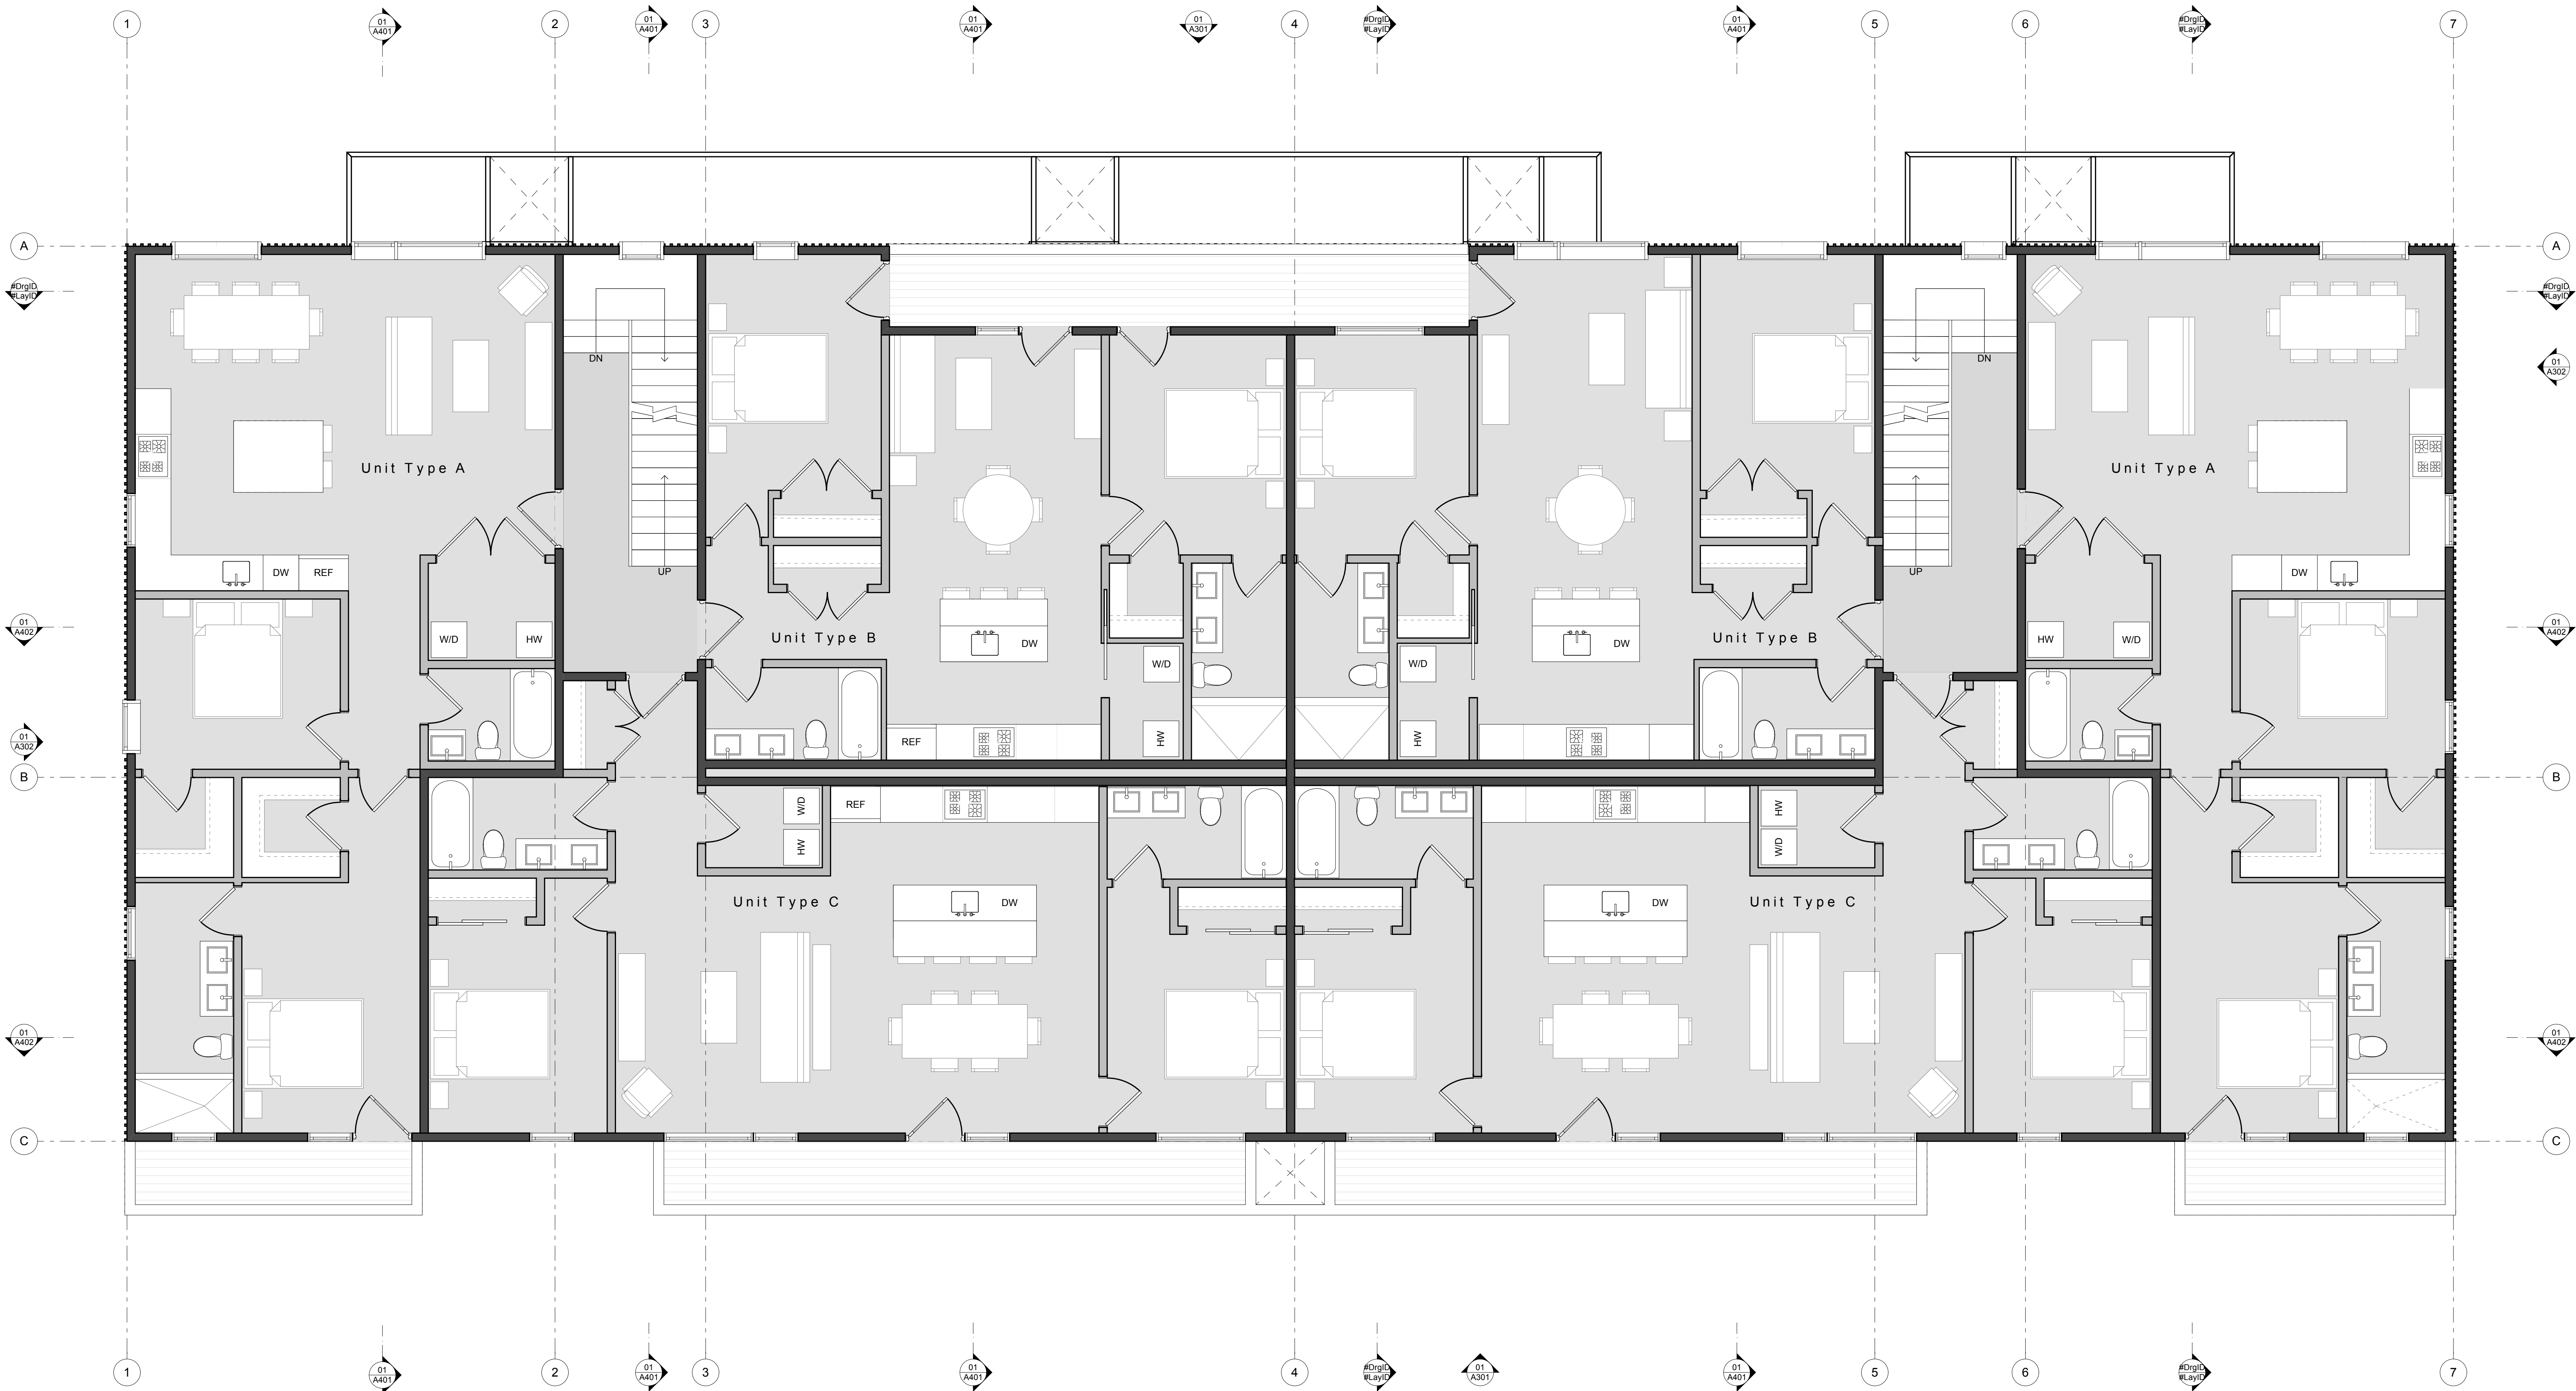 1
01
A401
2
01
A401
3
01
A401
01
A301
4
#DrgID
#LayID
01
A401
5
6
#DrgID
#LayID
7
A
A
#DrgID
#LayID
#DrgID
#LayID
DN
DN
01
A302
Unit Type A
Unit Type A
UP
UP
DW
REF
DW
01
A402
01
A402
W/D
HW
Unit Type B
DW
DW
Unit Type B
HW
W/D
W/D
W/D
01
A302
REF
HW
HW
B
B
W/D
HW
REF
HW
W/D
Unit Type C
DW
DW
Unit Type C
01
A402
01
A402
C
C
1
01
A401
2
01
A401
3
01
A401
4
#DrgID
#LayID
01
A301
01
A401
5
6
#DrgID
#LayID
7